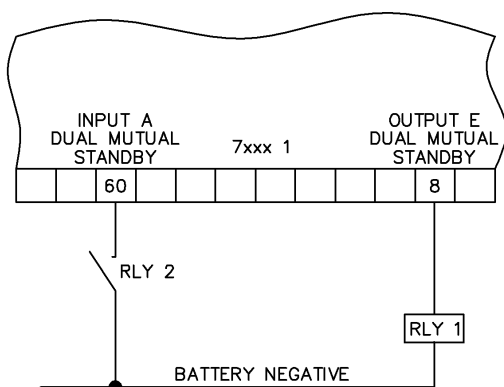 INPUT A
DUAL MUTUAL
STANDBY
7xxx 1
OUTPUT E
DUAL MUTUAL
STANDBY
60
8
RLY 2
RLY 1
BATTERY NEGATIVE